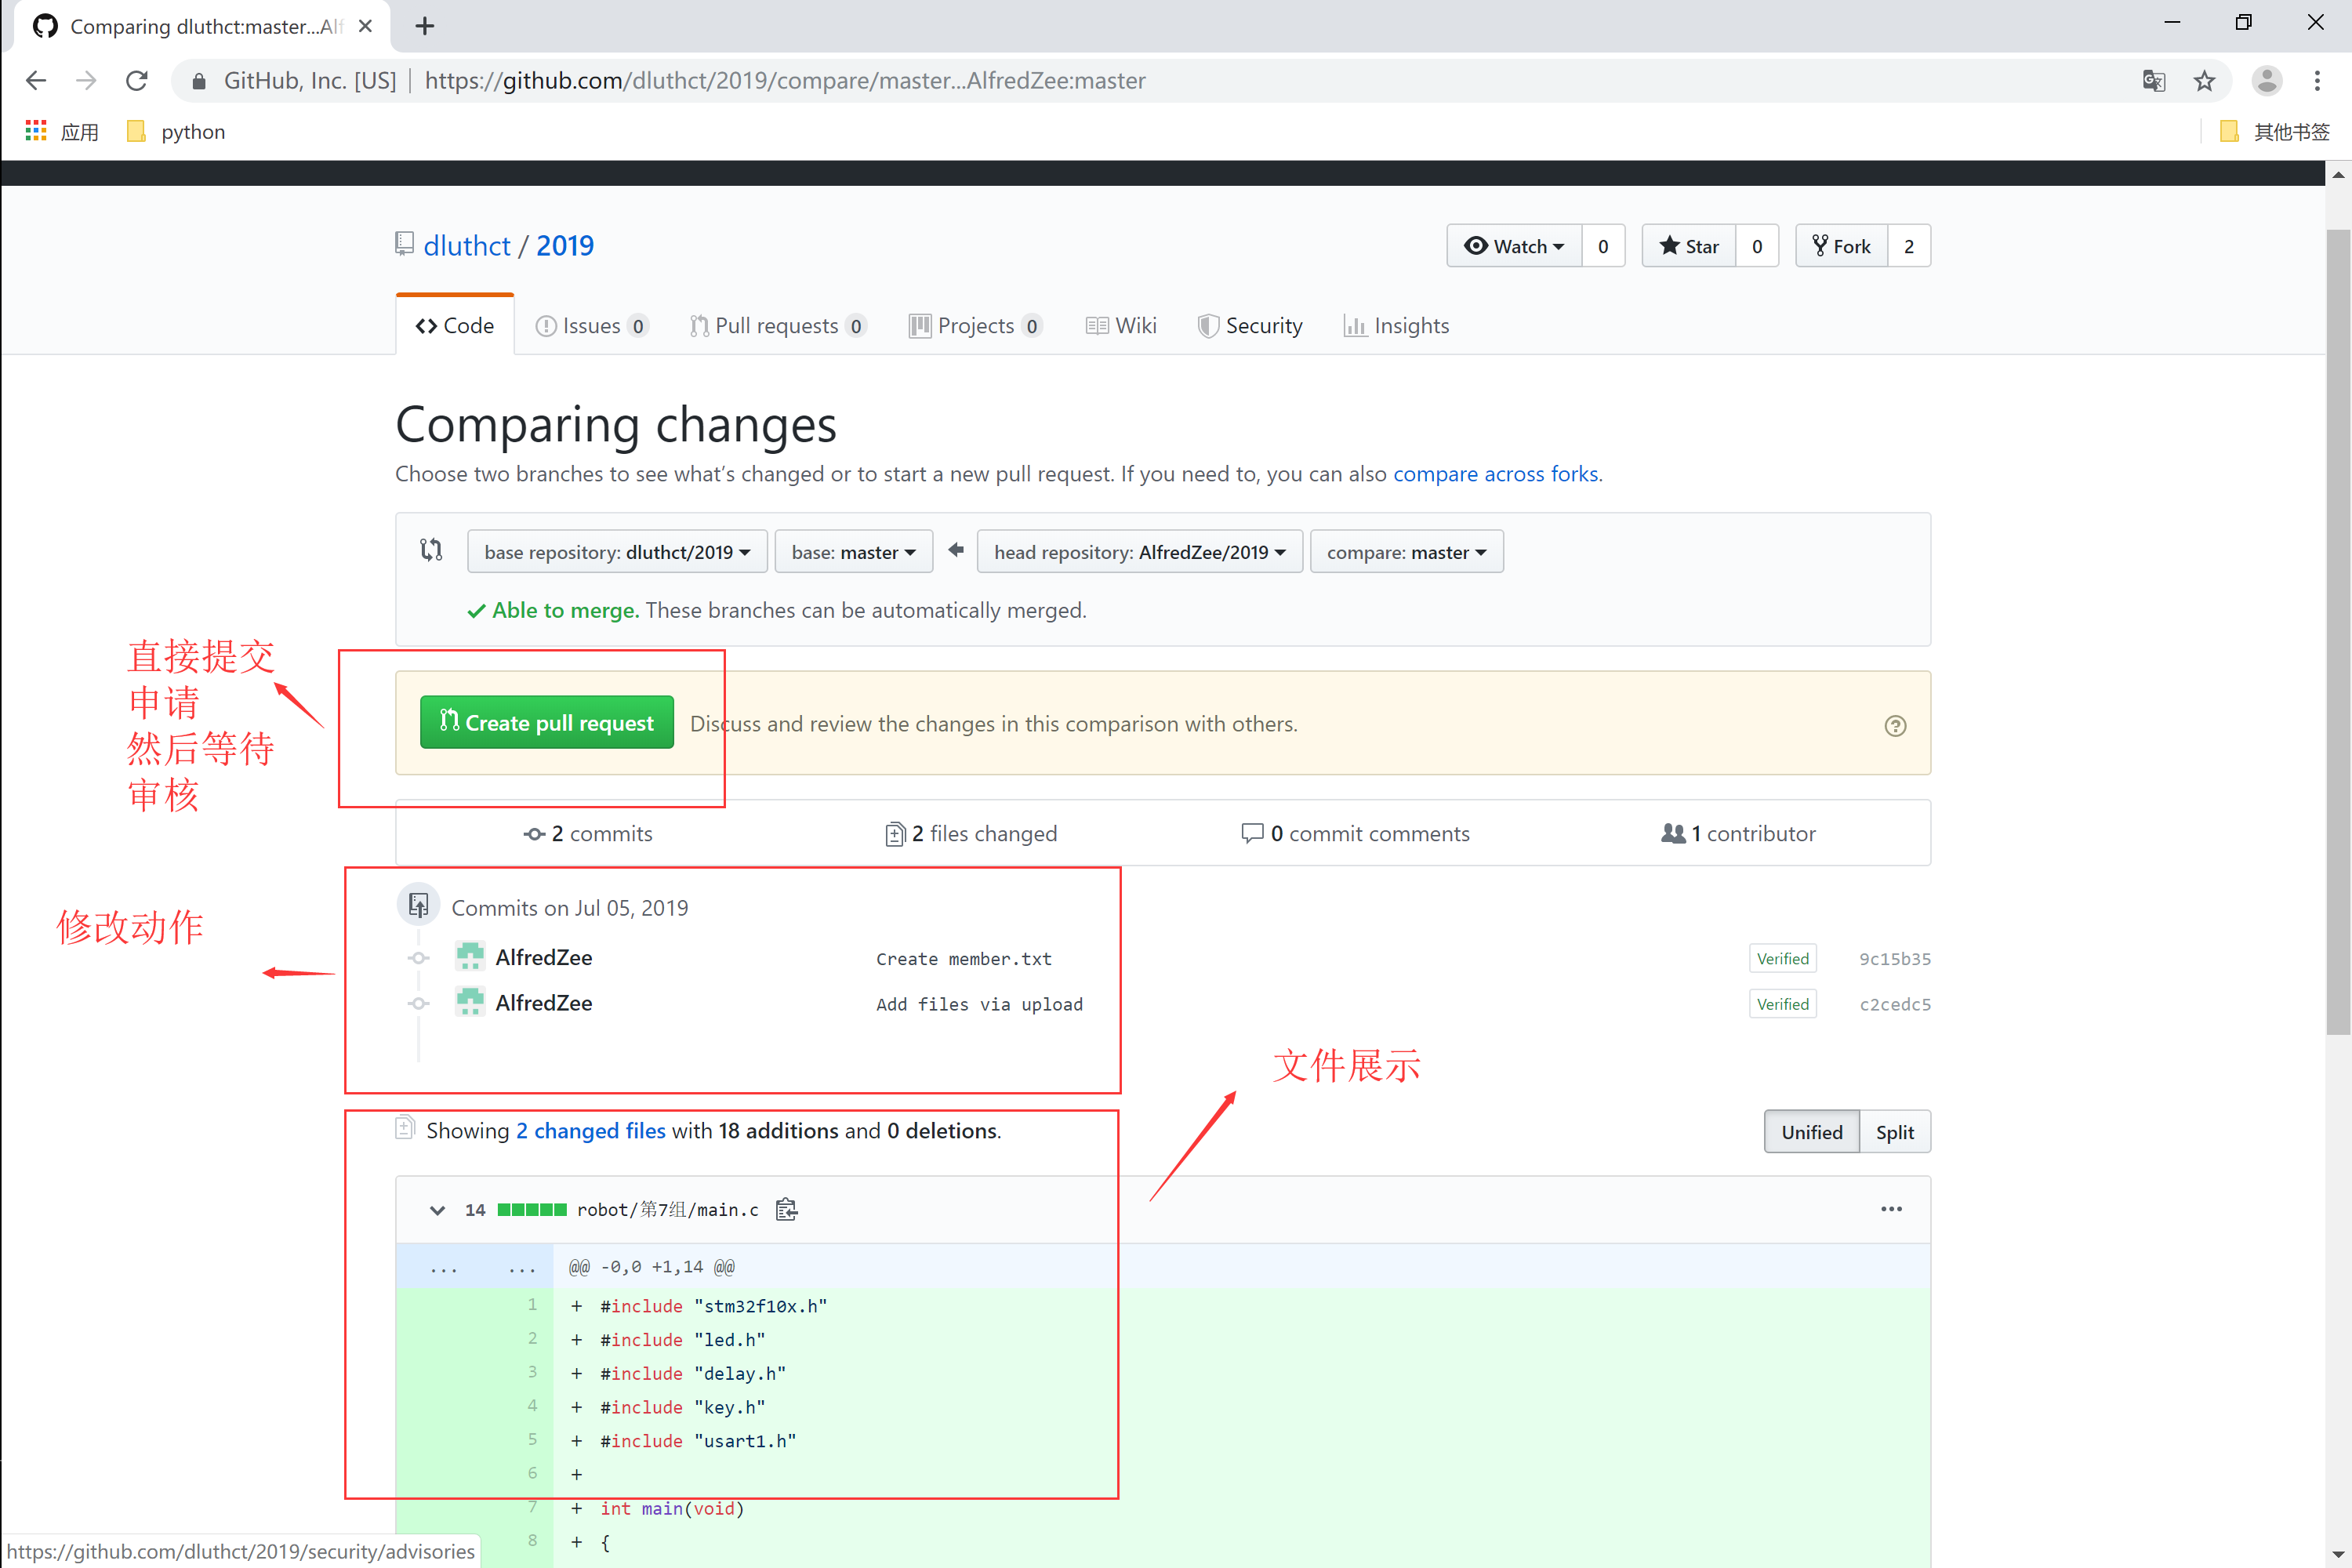 Comparing dluthct:master...Alf
GitHub, Inc. [US] | https://github.com/dluthct/2019/compare/master...AlfredZee:master
应用 python 其他书签
dluthct / 2019
Watch 0 Star 0 Fork 2
Code Issues 0 Pull requests 0 Projects 0 Wiki Security Insights
Comparing changes
Choose two branches to see what's changed or to start a new pull request. If you need to, you can also compare across forks.
base repository: dluthct/2019 base: master head repository: AlfredZee/2019 compare: master
Able to merge. These branches can be automatically merged.
直接提交
申请
然后等待
审核
Create pull request Discuss and review the changes in this comparison with others.
2 commits 2 files changed 0 commit comments 1 contributor
修改动作
Commits on Jul 05, 2019
AlfredZee Create member.txt Verified 9c15b35
AlfredZee Add files via upload Verified c2cedc5
文件展示
Showing 2 changed files with 18 additions and 0 deletions.
Unified Split
14 robot/第7组/main.c
... ... @@ -0,0 +1,14 @@
1 + #include "stm32f10x.h"
2 + #include "led.h"
3 + #include "delay.h"
4 + #include "key.h"
5 + #include "usart1.h"
6 +
7 + int main(void)
8 + {
https://github.com/dluthct/2019/security/advisories